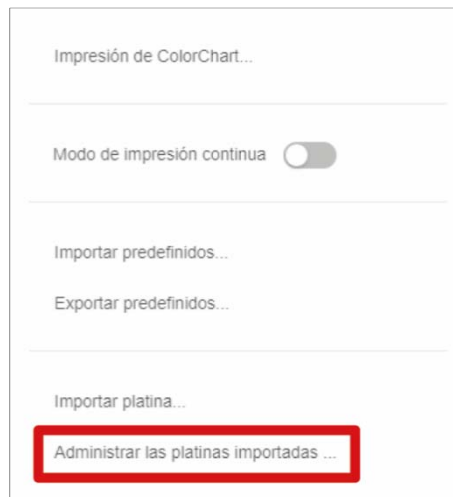 Impresión de ColorChart...
Modo de impresión continua
Importar predefinidos...
Exportar predefinidos...
Importar platina...
Administrar las platinas importadas ...